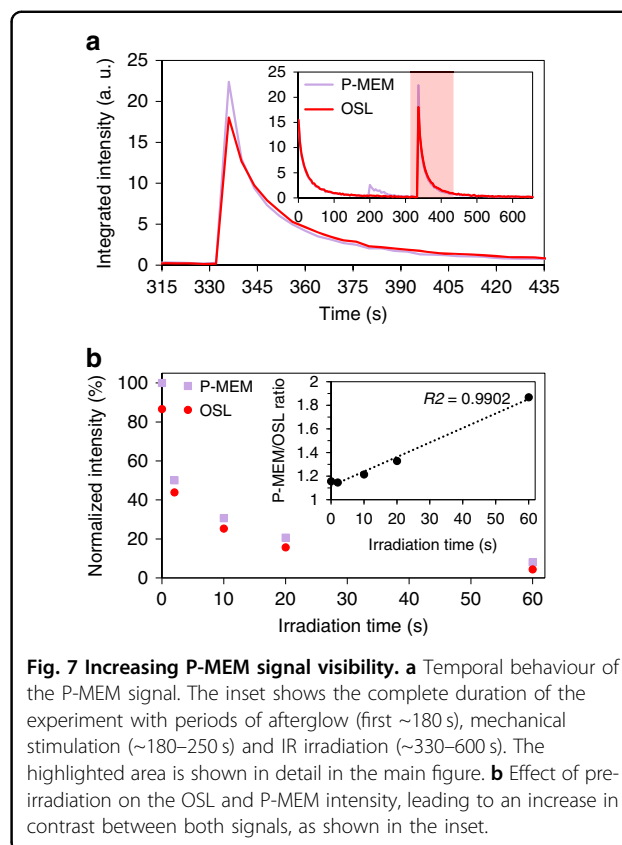 a
Integrated intensity (a. u.)
25
20
15
10
5
0
315 330 345 360 375 390 405 420 435
Time (s)
P-MEM
OSL
25
20
15
10
5
0
0 100 200 300 400 500 600
b
Normalized intensity (%)
100
80
60
40
20
0
0 10 20 30 40 50 60
Irradiation time (s)
P-MEM
OSL
P-MEM/OSL ratio
2
1.8
1.6
1.4
1.2
1
R2 = 0.9902
0 10 20 30 40 50 60
Irradiation time (s)
Fig. 7 Increasing P-MEM signal visibility. a Temporal behaviour of
the P-MEM signal. The inset shows the complete duration of the
experiment with periods of afterglow (first ~180 s), mechanical
stimulation (~180–250 s) and IR irradiation (~330–600 s). The
highlighted area is shown in detail in the main figure. b Effect of pre-
irradiation on the OSL and P-MEM intensity, leading to an increase in
contrast between both signals, as shown in the inset.